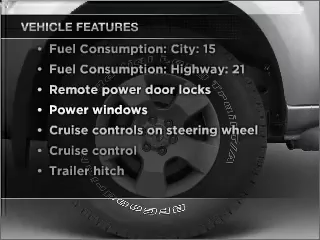 VEHICLE FEATURES
• Fuel Consumption: City: 15
• Fuel Consumption: Highway: 21
• Remote power door locks
• Power windows
• Cruise controls on steering wheel
• Cruise control
• Trailer hitch